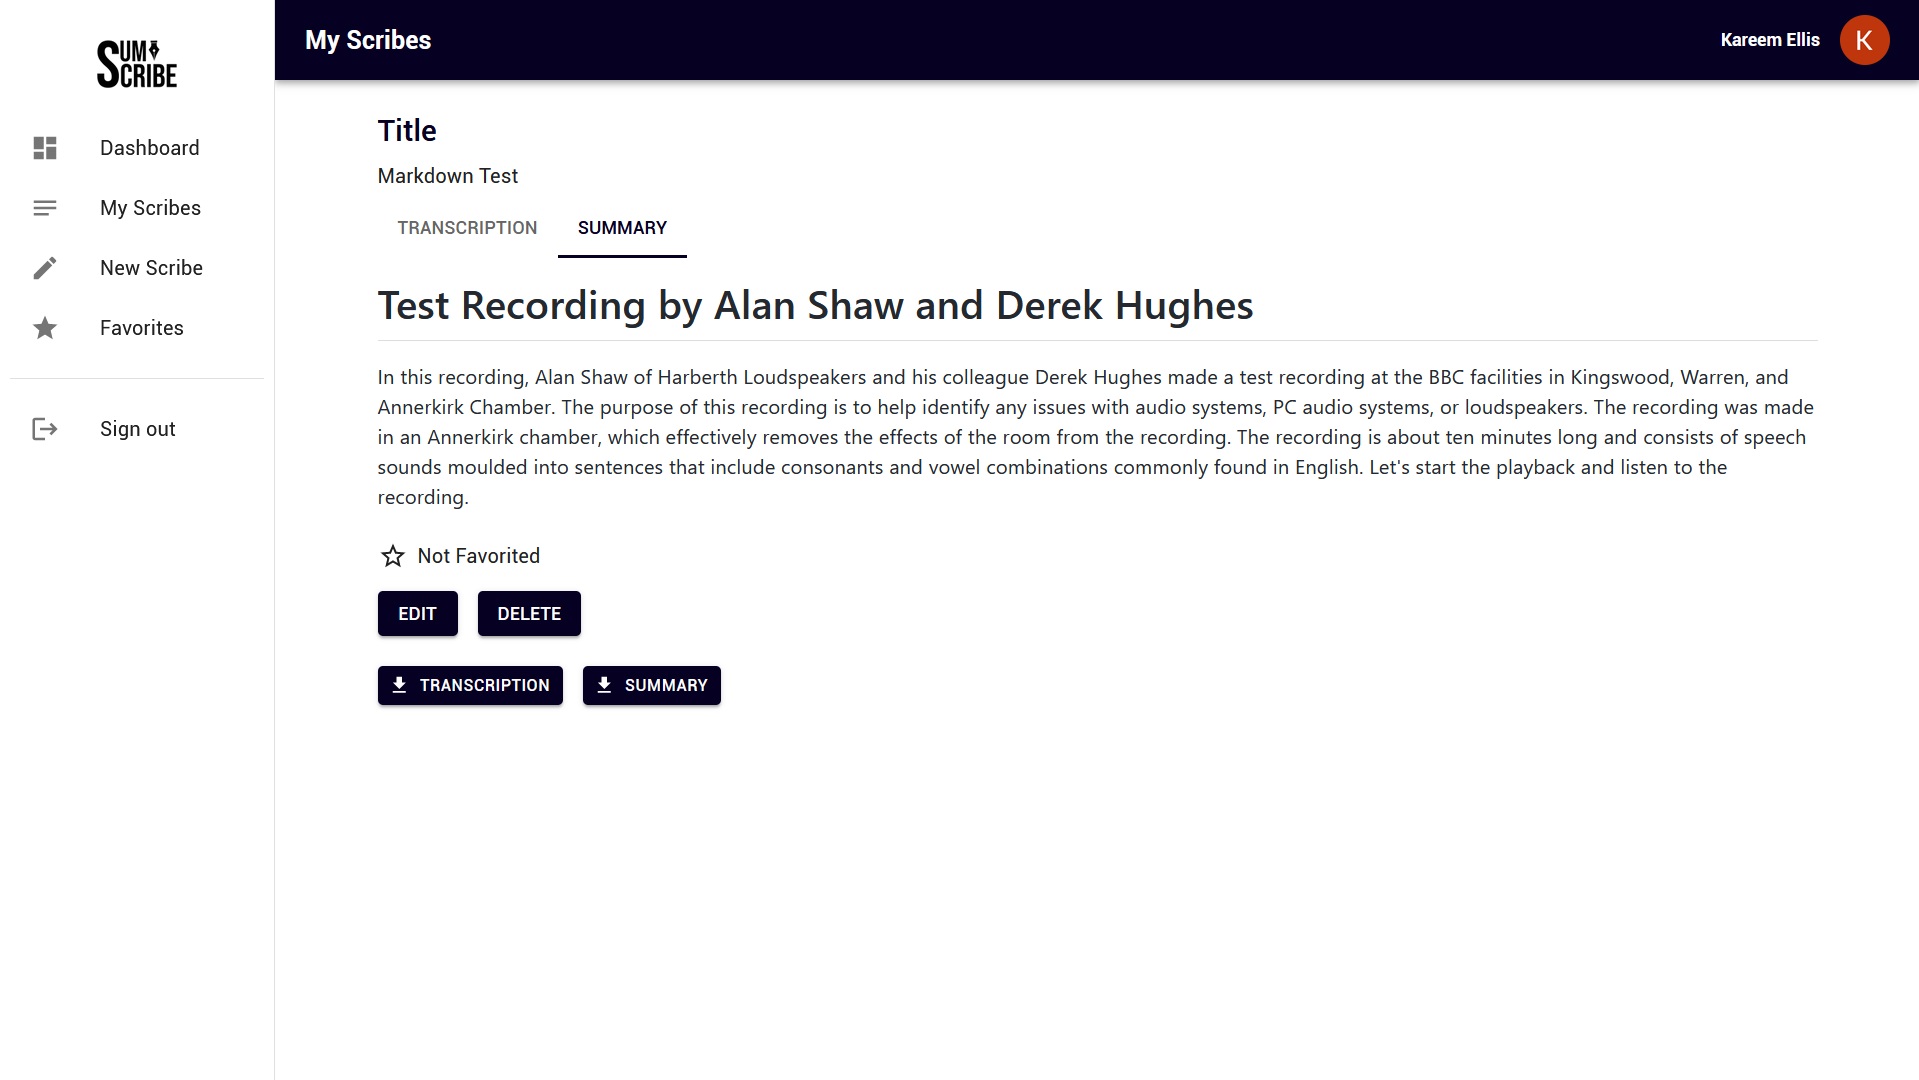 SUM
SCRIBE
Dashboard
My Scribes
New Scribe
Favorites
Sign out
My Scribes
Kareem Ellis
K
Title
Markdown Test
TRANSCRIPTION
SUMMARY
Test Recording by Alan Shaw and Derek Hughes
In this recording, Alan Shaw of Harberth Loudspeakers and his colleague Derek Hughes made a test recording at the BBC facilities in Kingswood, Warren, and
Annerkirk Chamber. The purpose of this recording is to help identify any issues with audio systems, PC audio systems, or loudspeakers. The recording was made
in an Annerkirk chamber, which effectively removes the effects of the room from the recording. The recording is about ten minutes long and consists of speech
sounds moulded into sentences that include consonants and vowel combinations commonly found in English. Let's start the playback and listen to the
recording.
Not Favorited
EDIT
DELETE
TRANSCRIPTION
SUMMARY